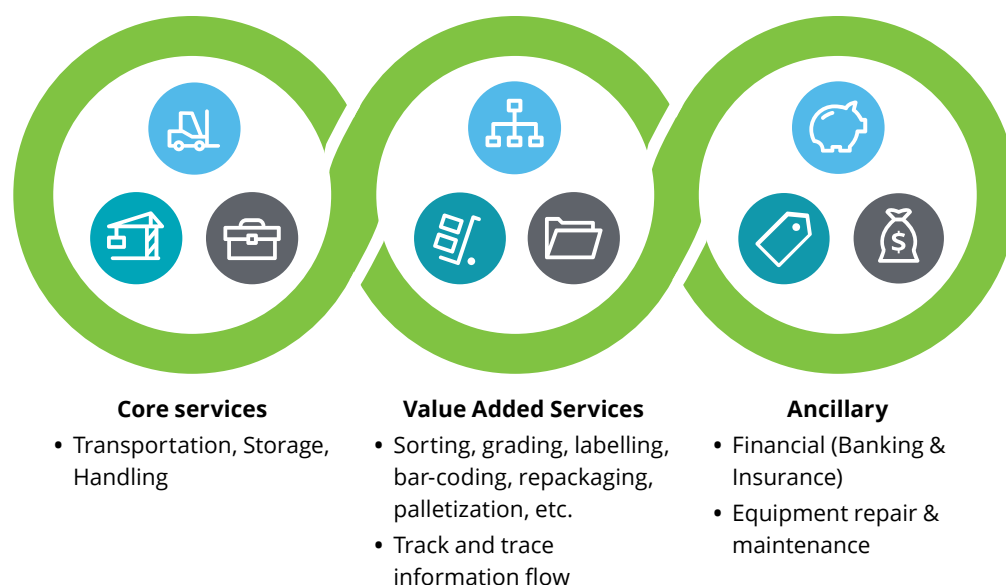 $
Core services
• Transportation, Storage,
Handling
Value Added Services
• Sorting, grading, labelling,
bar-coding, repackaging,
palletization, etc.
• Track and trace
information flow
Ancillary
• Financial (Banking &
Insurance)
• Equipment repair &
maintenance